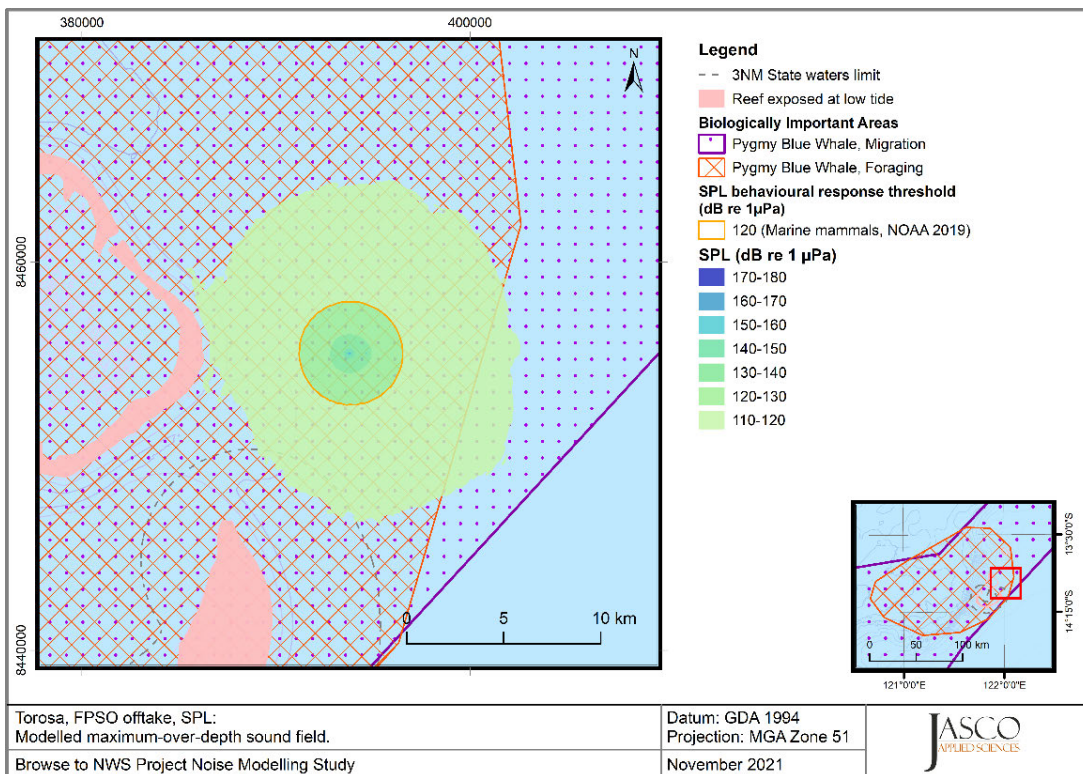 380000
400000
8460000
8440000
N
0 5 10 km
Legend
3NM State waters limit
Reef exposed at low tide
Biologically Important Areas
Pygmy Blue Whale, Migration
Pygmy Blue Whale, Foraging
SPL behavioural response threshold
(dB re 1µPa)
120 (Marine mammals, NOAA 2019)
SPL (dB re 1 µPa)
170-180
160-170
150-160
140-150
130-140
120-130
110-120
13°30'0"S
14°15'0"S
0 50 100 km
121°0'0"E
122°0'0"E
Torosa, FPSO offtake, SPL:
Modelled maximum-over-depth sound field.
Browse to NWS Project Noise Modelling Study
Datum: GDA 1994
Projection: MGA Zone 51
November 2021
JASCO
APPLIED SCIENCES